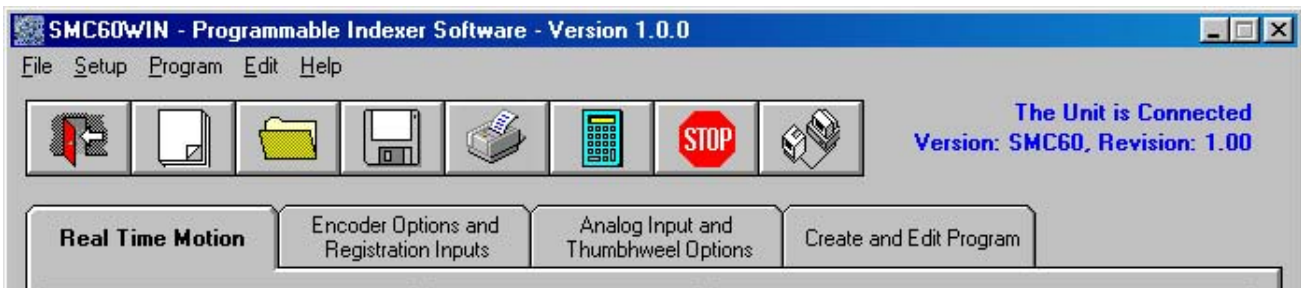 SMC60WIN - Programmable Indexer Software - Version 1.0.0
File Setup Program Edit Help
STOP
The Unit is Connected
Version: SMC60, Revision: 1.00
Real Time Motion
Encoder Options and
Registration Inputs
Analog Input and
Thumbhweel Options
Create and Edit Program